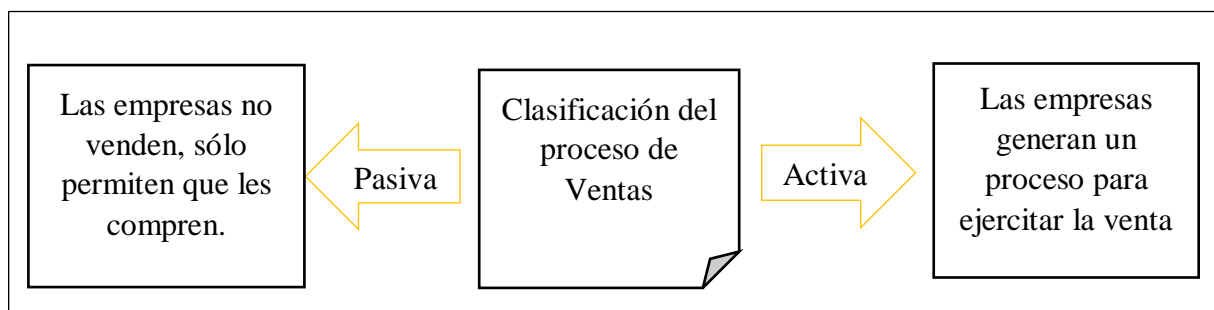 Las empresas no
venden, sólo
permiten que les
compren.
Pasiva
Clasificación del
proceso de
Ventas
Activa
Las empresas
generan un
proceso para
ejercitar la venta